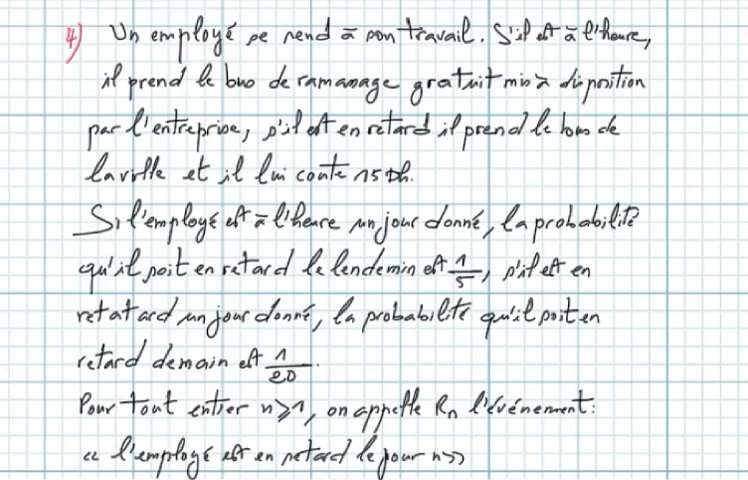 4) Un employé se rend à son travail. S'il est à l'heure,
il prend le bus de ramanage gratuit mis à disposition
par l'entreprise, s'il est en retard il prend le bus de
la ville et il lui coute 15 Dh.
Si l'employé est à l'heure un jour donné, la probabilité
qu'il soit en retard le lendemin est 1/5, s'il est en
retatard un jour donné, la probabilité qu'il soit en
retard demain est 1/20.
Pour tout entier n≥1, on appelle Rn l'événement:
« l'employé est en retard le jour n»